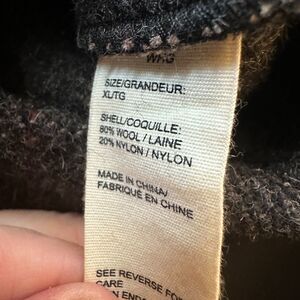 WHG
SIZE/GRANDEUR:
XL/TG
SHELL/COQUILLE:
80% WOOL / LAINE
20% NYLON / NYLON
MADE IN CHINA/
FABRIQUÉ EN CHINE
SEE REVERSE FOR
CARE